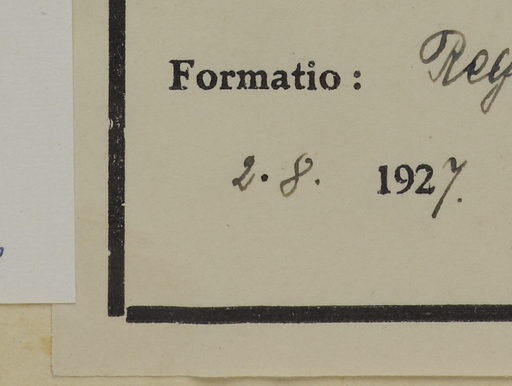 Formatio :
2. 8. 1927.